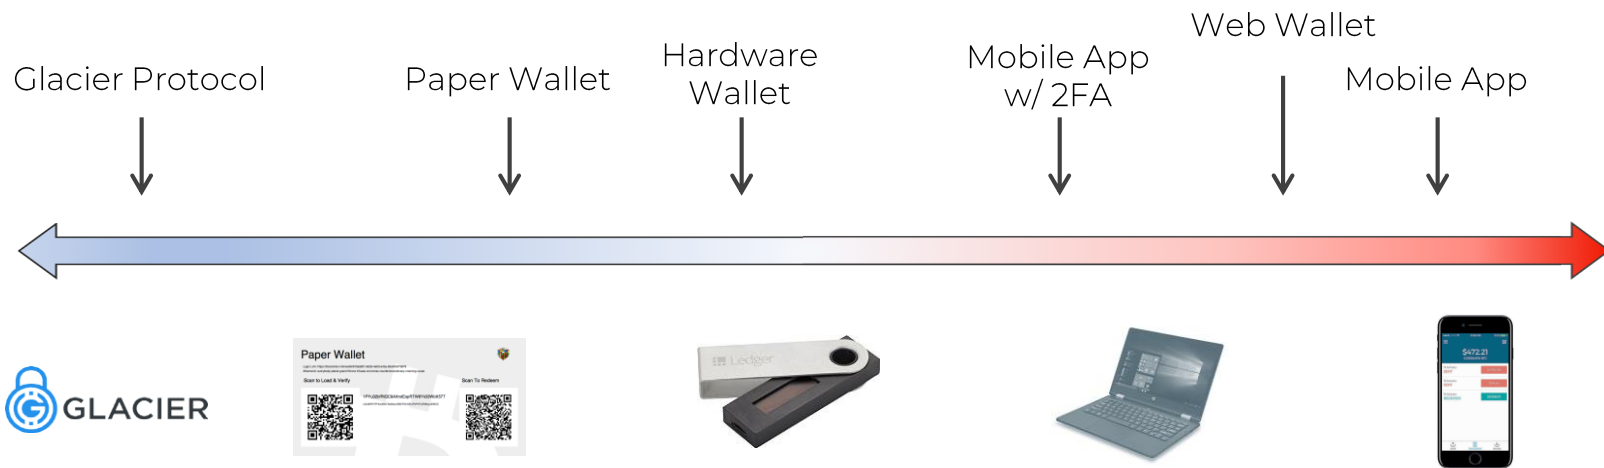 Glacier Protocol
Paper Wallet
Hardware
Wallet
Mobile App
w/ 2FA
Web Wallet
Mobile App
GLACIER
Paper Wallet
Scan to Load & Verify
Scan To Redeem
Ledger
$472.21